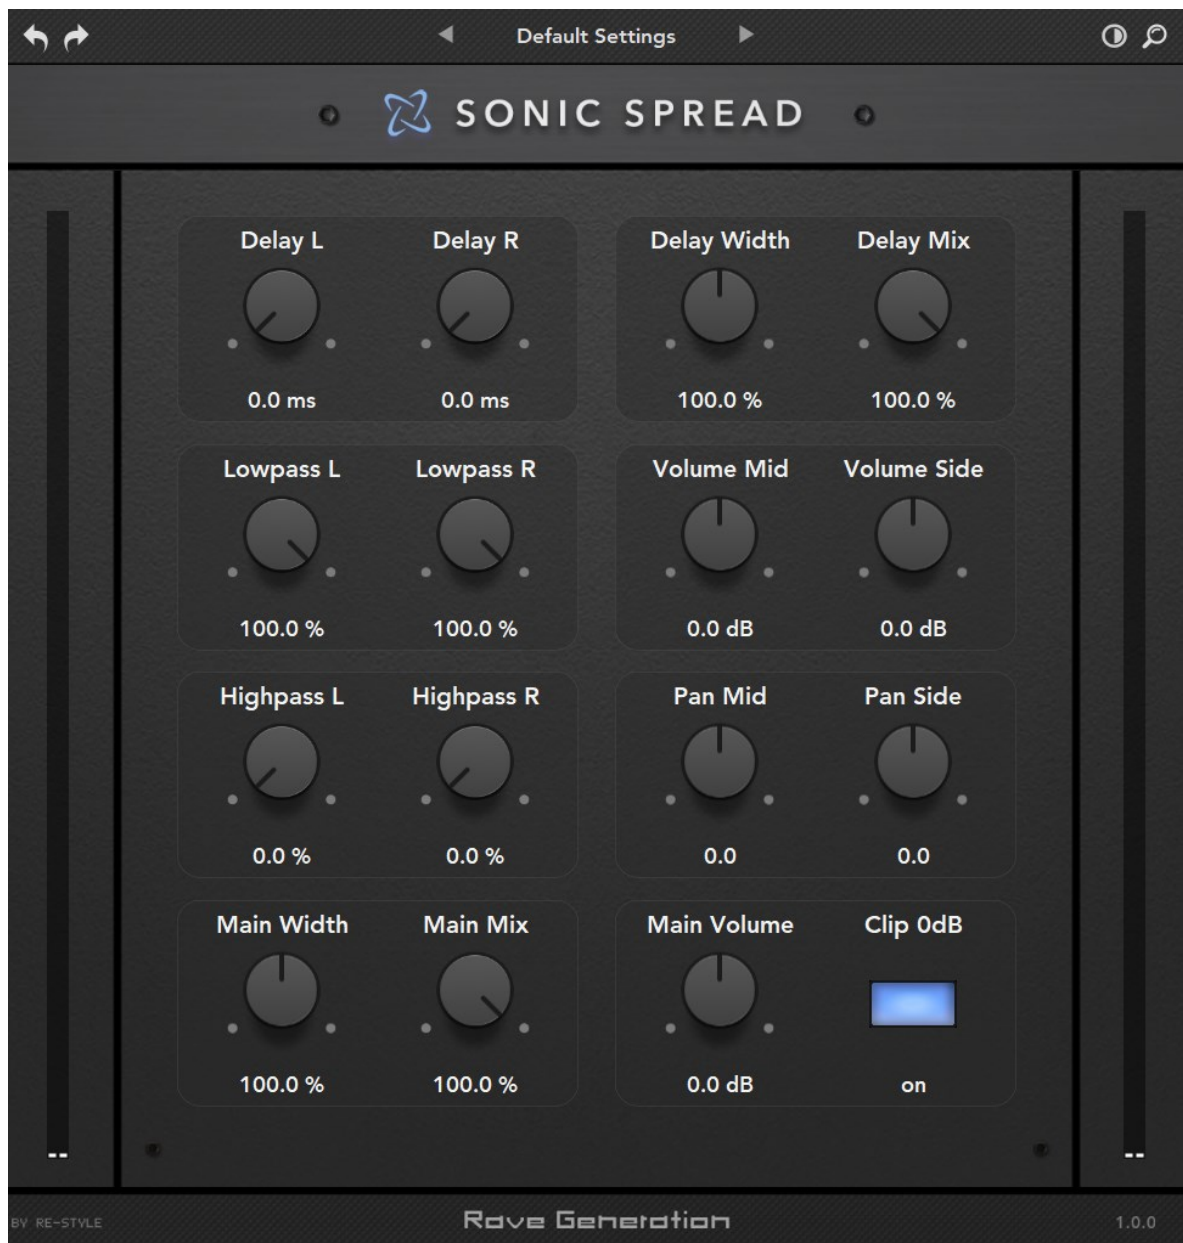 Default Settings
SONIC SPREAD
Delay L Delay R Delay Width Delay Mix
0.0 ms 0.0 ms 100.0 % 100.0 %
Lowpass L Lowpass R Volume Mid Volume Side
100.0 % 100.0 % 0.0 dB 0.0 dB
Highpass L Highpass R Pan Mid Pan Side
0.0 % 0.0 % 0.0 0.0
Main Width Main Mix Main Volume Clip 0dB
100.0 % 100.0 % 0.0 dB on
-- --
BY RE-STYLE Rave Generation 1.0.0